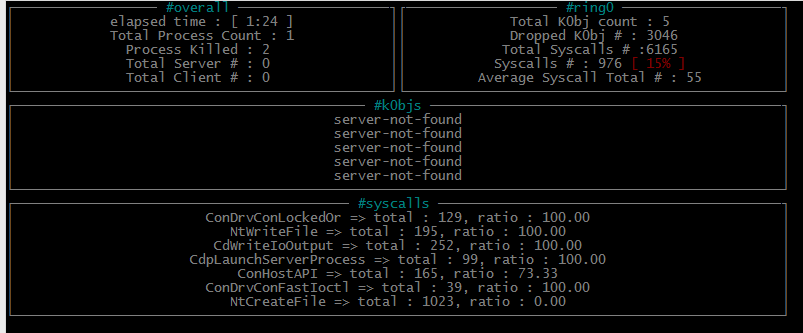 #overall
elapsed time : [ 1:24 ]
Total Process Count : 1
Process Killed : 2
Total Server # : 0
Total Client # : 0
#ring0
Total KObj count : 5
Dropped KObj # : 3046
Total Syscalls # :6165
Syscalls # : 976 [ 15% ]
Average Syscall Total # : 55
#kObjs
server-not-found
server-not-found
server-not-found
server-not-found
server-not-found
#syscalls
ConDrvConLockedOr => total : 129, ratio : 100.00
NtWriteFile => total : 195, ratio : 100.00
CdWriteIoOutput => total : 252, ratio : 100.00
CdpLaunchServerProcess => total : 99, ratio : 100.00
ConHostAPI => total : 165, ratio : 73.33
ConDrvConFastIoctl => total : 39, ratio : 100.00
NtCreateFile => total : 1023, ratio : 0.00